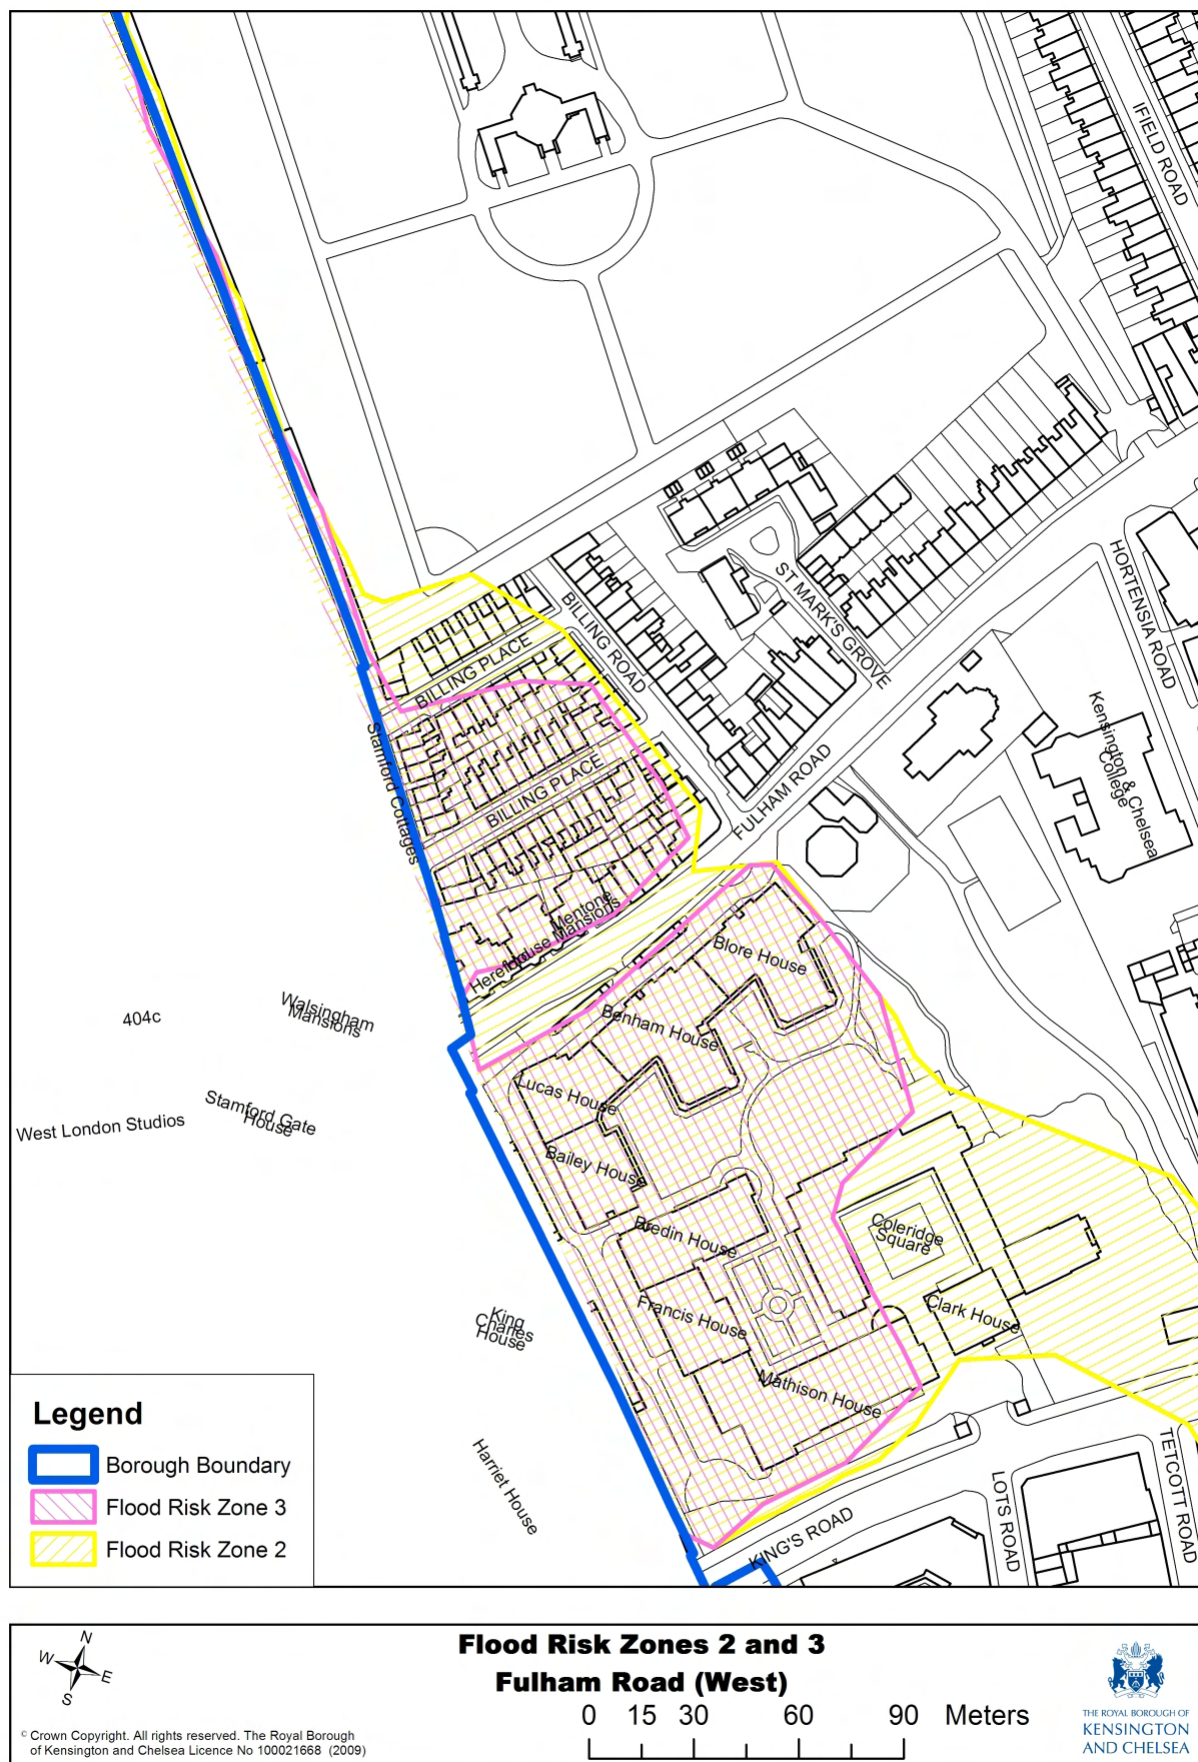 IFIELD ROAD
HORTENSIA ROAD
ST MARK'S GROVE
BILLING ROAD
BILLING PLACE
Kensington & Chelsea
College
FULHAM ROAD
Stamford Cottages
BILLING PLACE
Mentone
Mansions
House
Blore House
Benham House
404c
Walsingham
Mansions
Lucas House
Stamford Gate
House
West London Studios
Bailey House
Bredin House
Coleridge
Square
King
Charles
House
Francis House
Clark House
Mathison House
Harriet House
KING'S ROAD
LOTS ROAD
TETCOTT ROAD
Legend
Borough Boundary
Flood Risk Zone 3
Flood Risk Zone 2
N
W
E
S
Flood Risk Zones 2 and 3
Fulham Road (West)
0 15 30 60 90 Meters
© Crown Copyright. All rights reserved. The Royal Borough
of Kensington and Chelsea Licence No 100021668 (2009)
THE ROYAL BOROUGH OF
KENSINGTON
AND CHELSEA